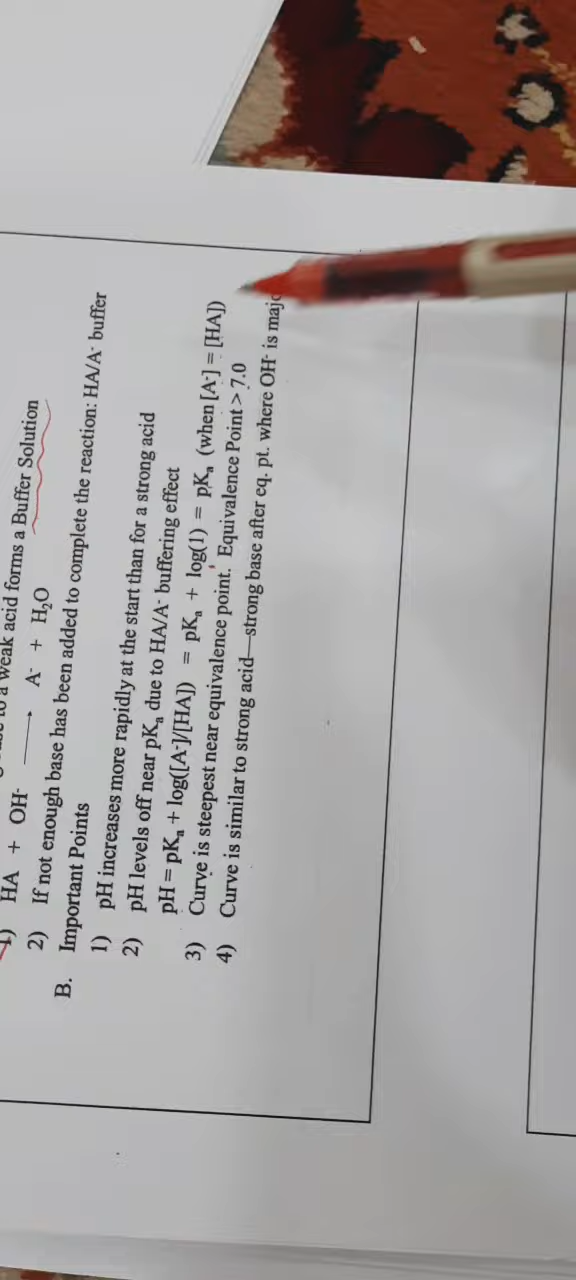 to a weak acid forms a Buffer Solution
1) HA + OH⁻ ⟶ A⁻ + H₂O
2) If not enough base has been added to complete the reaction: HA/A⁻ buffer
B. Important Points
1) pH increases more rapidly at the start than for a strong acid
2) pH levels off near pKₐ due to HA/A⁻ buffering effect
pH = pKₐ + log([A⁻]/[HA]) = pKₐ + log(1) = pKₐ (when [A⁻] = [HA])
3) Curve is steepest near equivalence point. Equivalence Point > 7.0
4) Curve is similar to strong acid—strong base after eq. pt. where OH⁻ is